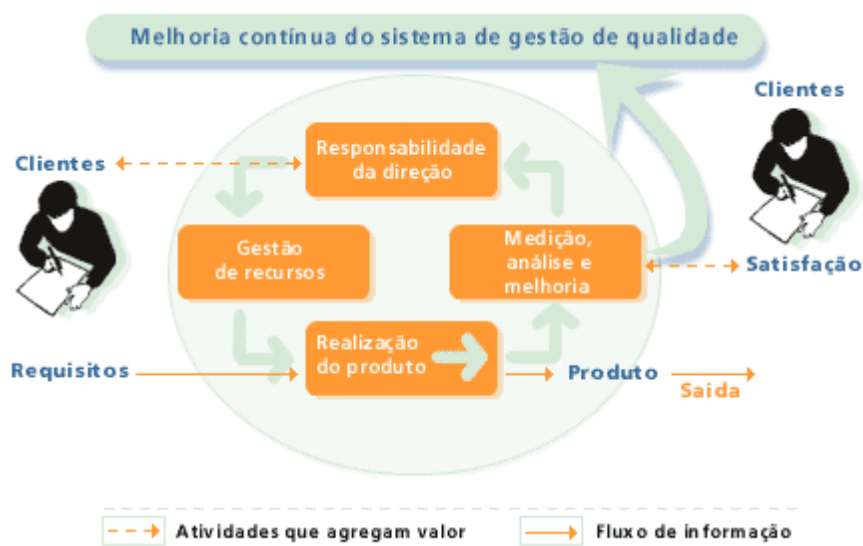 Melhoria contínua do sistema de gestão de qualidade
Clientes
Clientes
Responsabilidade
da direção
Gestão
de recursos
Medição,
análise e
melhoria
Satisfação
Requisitos
Realização
do produto
Produto
Saida
Atividades que agregam valor
Fluxo de informação